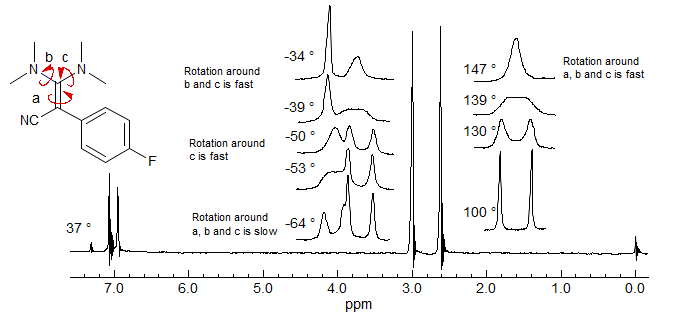 b c
N N
a
NC
F
Rotation around
b and c is fast
Rotation around
c is fast
Rotation around
a, b and c is slow
-34 °
-39 °
-50 °
-53 °
-64 °
147 °
139 °
130 °
100 °
Rotation around
a, b and c is fast
37 °
7.0 6.0 5.0 4.0 3.0 2.0 1.0 0.0
ppm